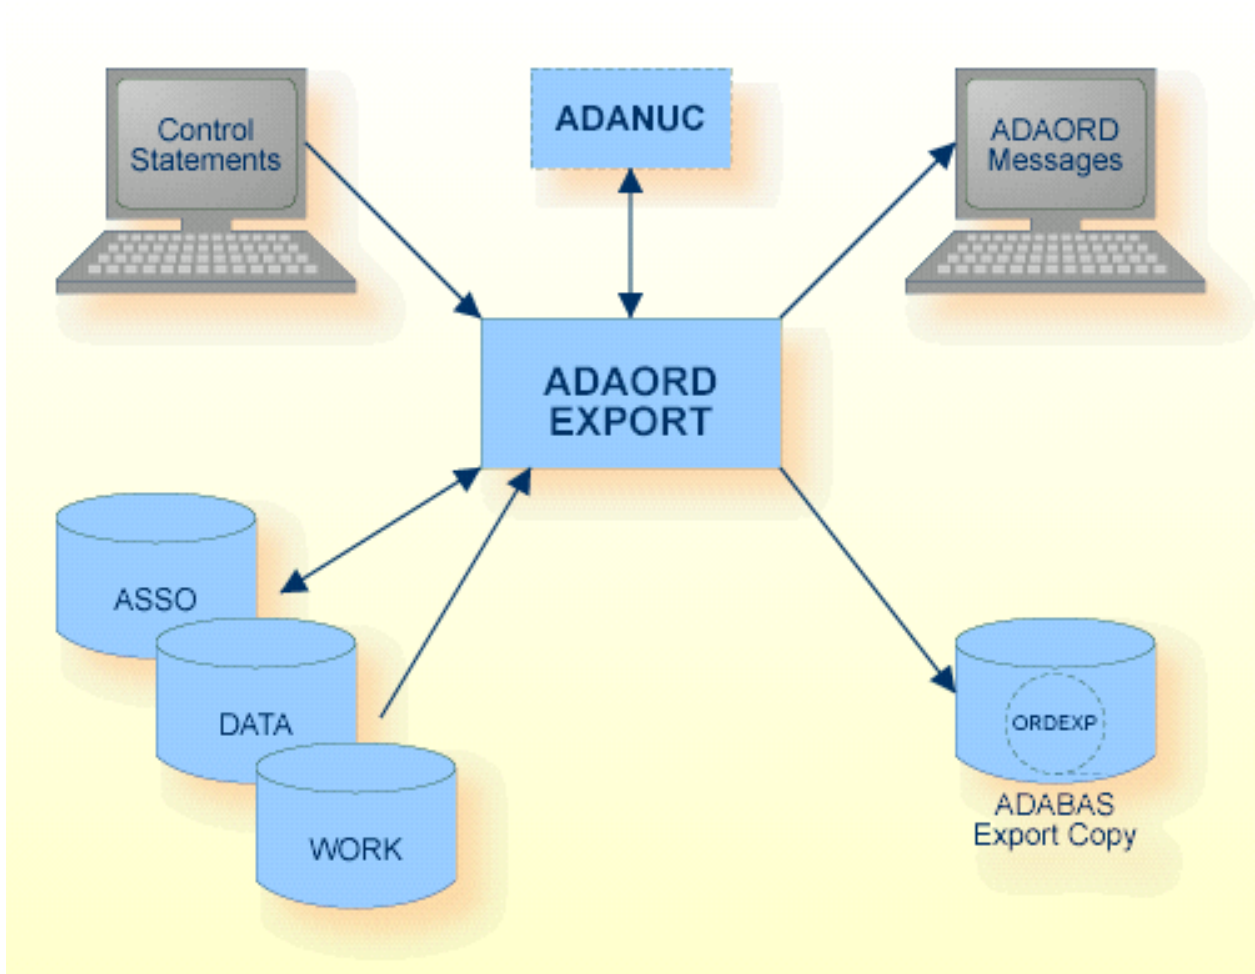 Control
Statements
ADANUC
ADAORD
Messages
ADAORD
EXPORT
ASSO
DATA
WORK
ORDEXP
ADABAS
Export Copy